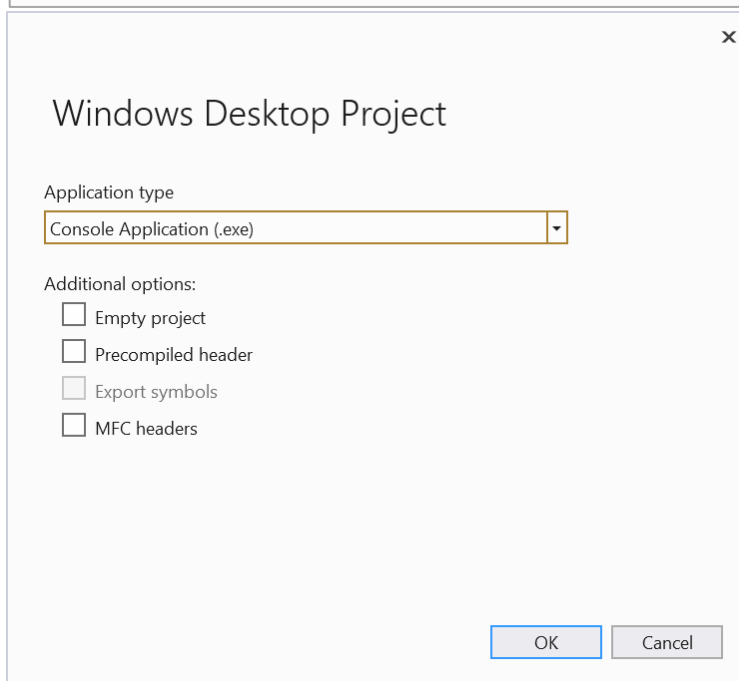 Windows Desktop Project
Application type
Console Application (.exe)
Additional options:
Empty project
Precompiled header
Export symbols
MFC headers
OK
Cancel